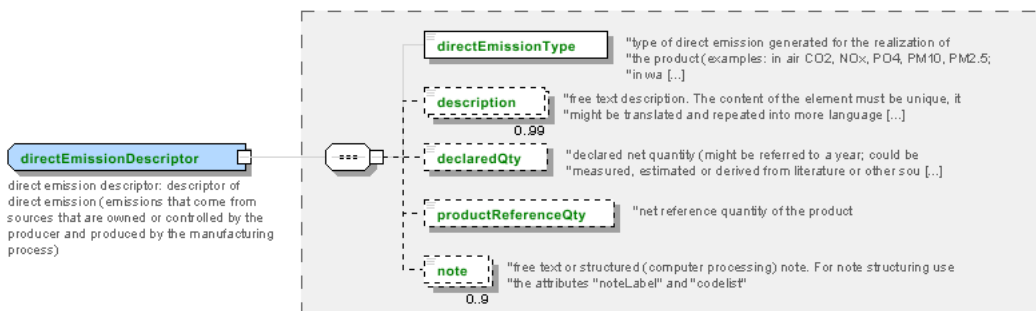 directEmissionType
"type of direct emission generated for the realization of
"the product (examples: in air CO2, NOx, PO4, PM10, PM2.5;
"in wa [...]
description
"free text description. The content of the element must be unique, it
"might be translated and repeated into more language [...]
0..99
directEmissionDescriptor
direct emission descriptor: descriptor of
direct emission (emissions that come from
sources that are owned or controlled by the
producer and produced by the manufacturing
process)
declaredQty
"declared net quantity (might be referred to a year; could be
"measured, estimated or derived from literature or other sou [...]
productReferenceQty
"net reference quantity of the product
note
"free text or structured (computer processing) note. For note structuring use
"the attributes "noteLabel" and "codelist"
0..9